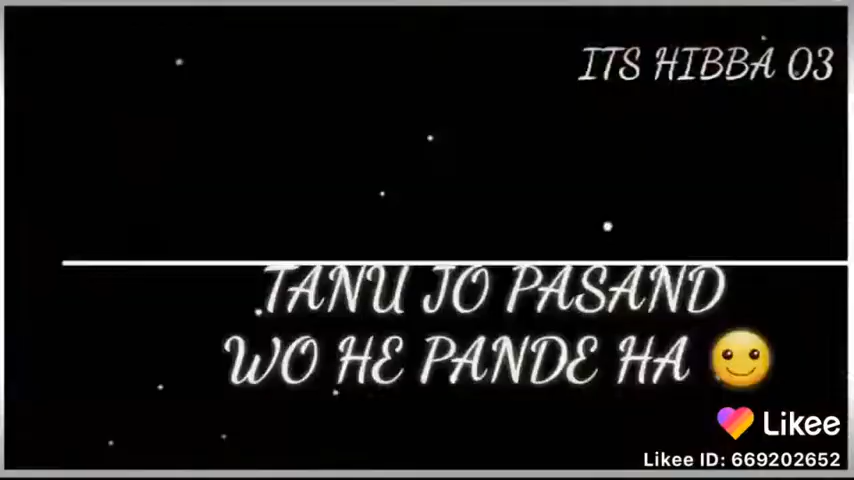 ITS HIBBA 03
.TANU JO PASAND
WO HE PANDE HA 🙂
Likee
Likee ID: 669202652